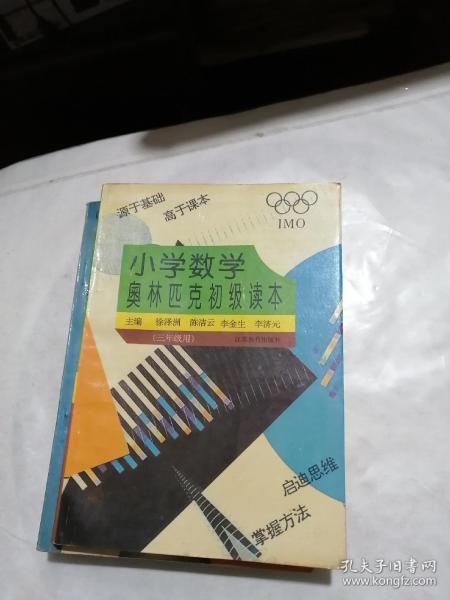 源于基础
高于课本
IMO
小学数学
奥林匹克初级读本
主编 徐泽洲 陈洁云 李金生 李济元
(三年级用) 江苏教育出版社
启迪思维
掌握方法
孔夫子旧书网
www.kongfz.com